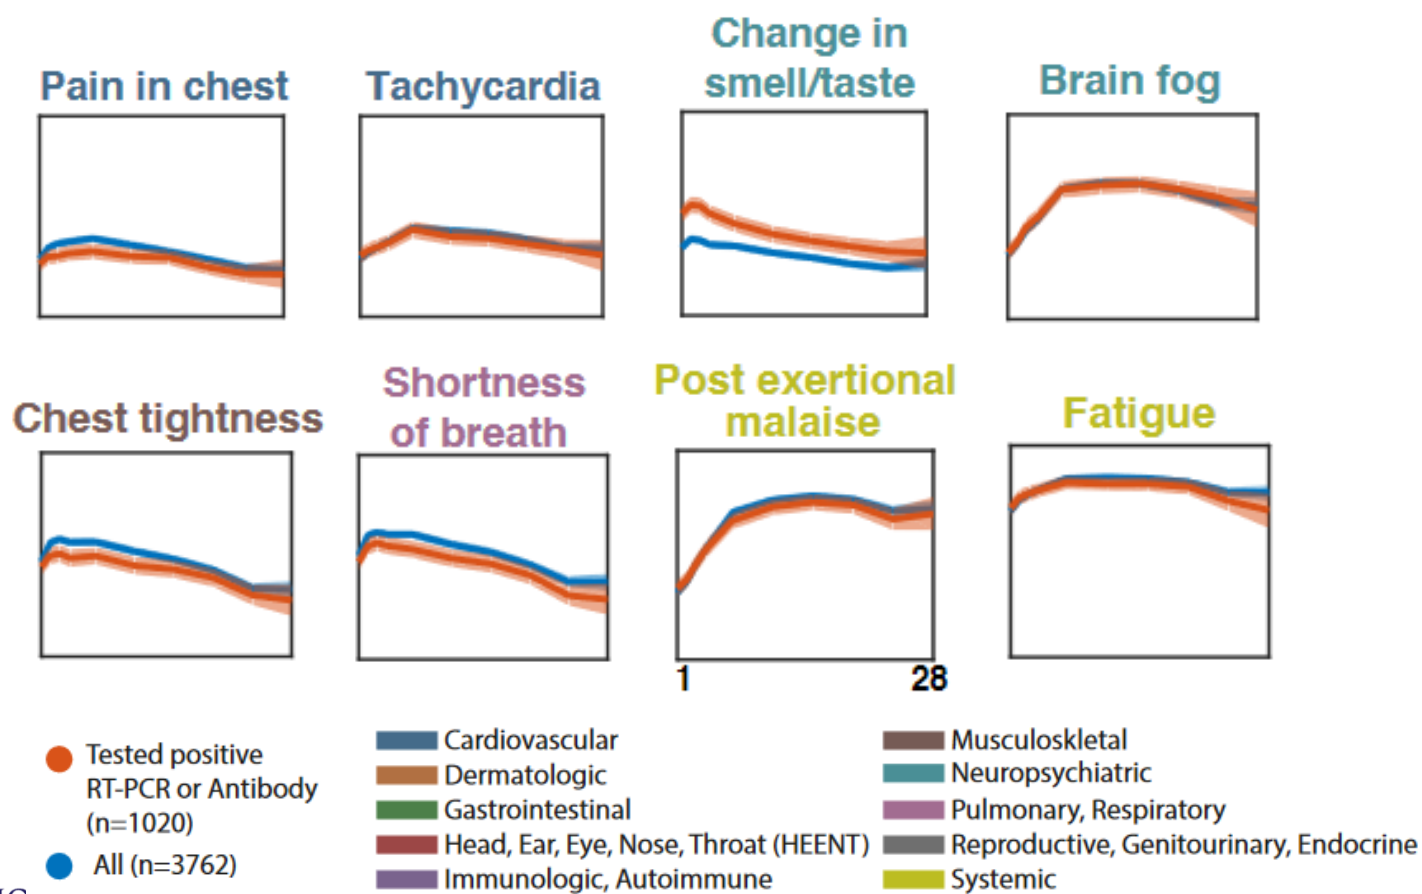 Change in
smell/taste
Pain in chest
Tachycardia
Brain fog
Shortness
of breath
Post exertional
malaise
Chest tightness
Fatigue
1
28
Tested positive
RT-PCR or Antibody
(n=1020)
All (n=3762)
Cardiovascular
Dermatologic
Gastrointestinal
Head, Ear, Eye, Nose, Throat (HEENT)
Immunologic, Autoimmune
Musculoskletal
Neuropsychiatric
Pulmonary, Respiratory
Reproductive, Genitourinary, Endocrine
Systemic